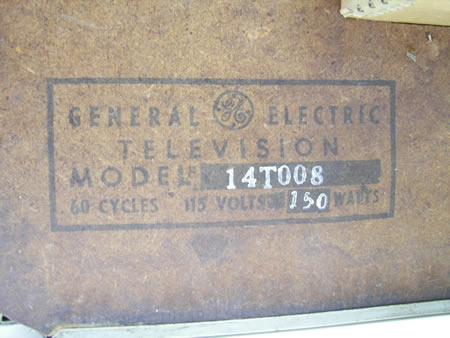 GENERAL GE ELECTRIC
TELEVISION
MODEL 14T008
60 CYCLES 115 VOLTS 150 WATTS